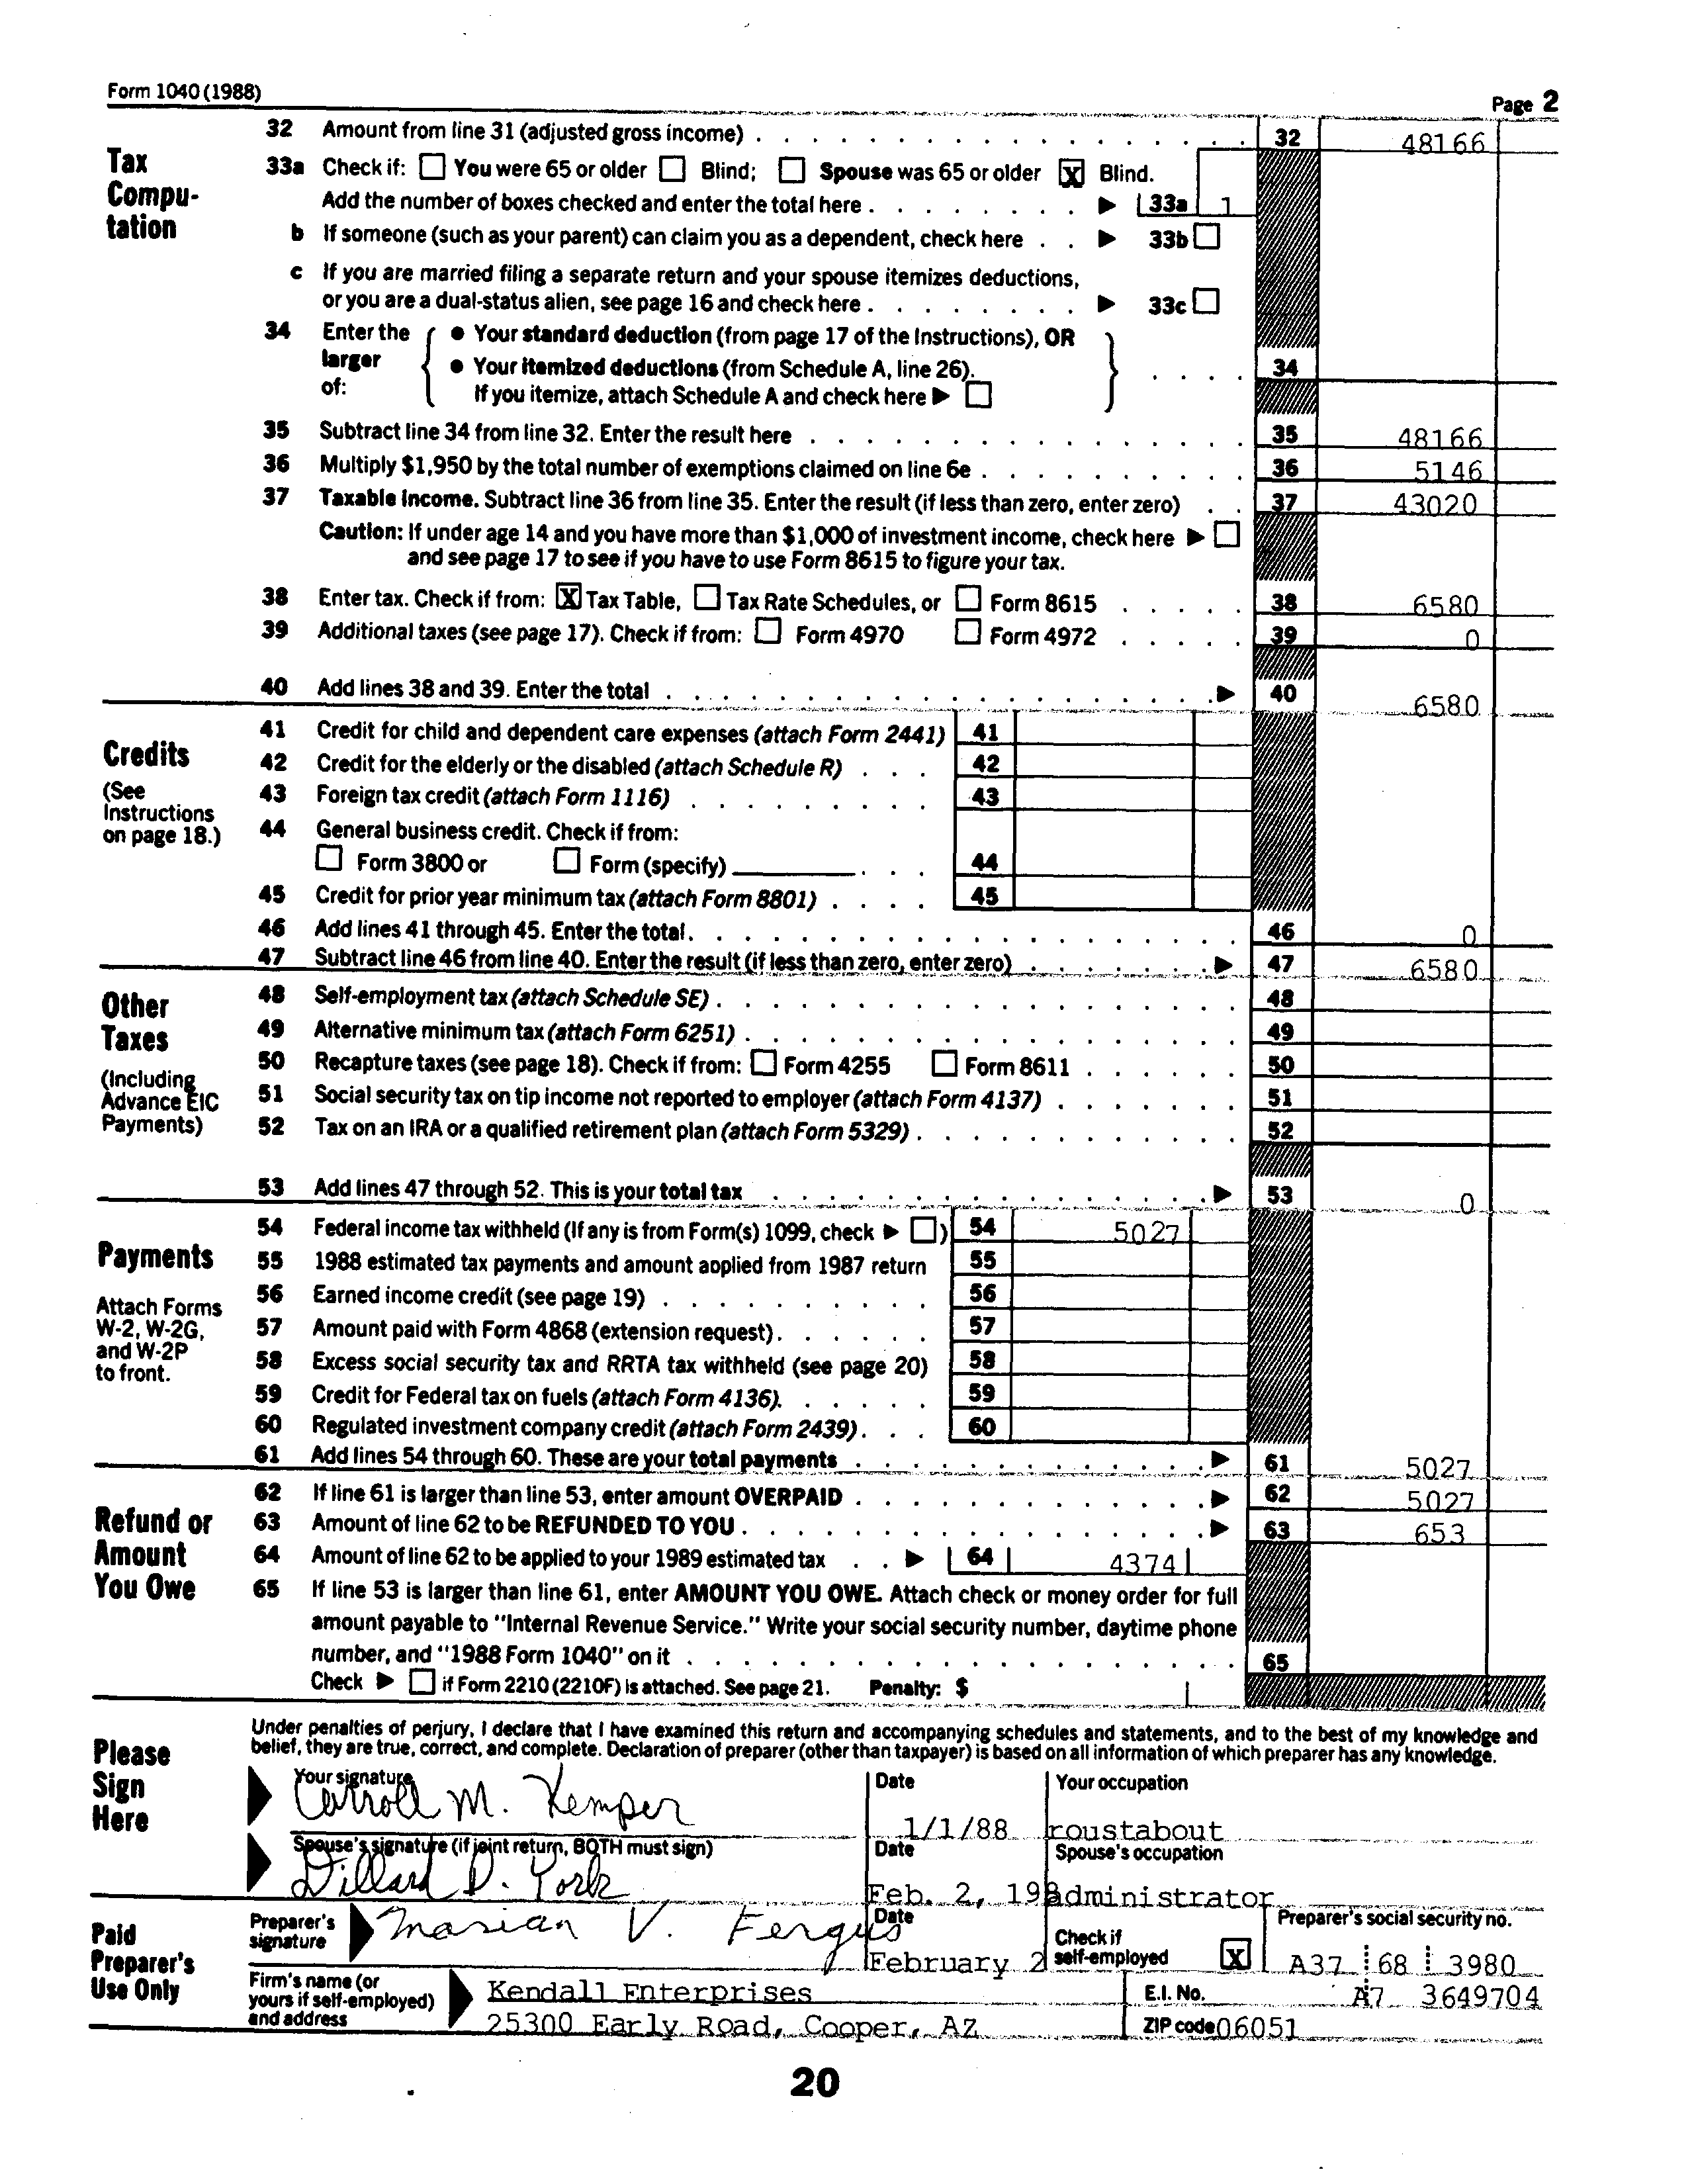 Form 1040 (1988)
Page 2
Tax Compu-
tation
32 Amount from line 31 (adjusted gross income) 32 48166
33a Check if: You were 65 or older Blind; Spouse was 65 or older X Blind.
Add the number of boxes checked and enter the total here 33a 1
b If someone (such as your parent) can claim you as a dependent, check here 33b
c If you are married filing a separate return and your spouse itemizes deductions,
or you are a dual-status alien, see page 16 and check here 33c
34 Enter the larger of:
• Your standard deduction (from page 17 of the Instructions), OR
• Your itemized deductions (from Schedule A, line 26). 34
If you itemize, attach Schedule A and check here
35 Subtract line 34 from line 32. Enter the result here 35 48166
36 Multiply $1,950 by the total number of exemptions claimed on line 6e 36 5146
37 Taxable income. Subtract line 36 from line 35. Enter the result (if less than zero, enter zero) 37 43020
Caution: If under age 14 and you have more than $1,000 of investment income, check here
and see page 17 to see if you have to use Form 8615 to figure your tax.
38 Enter tax. Check if from: X Tax Table, Tax Rate Schedules, or Form 8615 38 6580
39 Additional taxes (see page 17). Check if from: Form 4970 Form 4972 39 0
40 Add lines 38 and 39. Enter the total 40 6580
Credits
(See
Instructions
on page 18.)
41 Credit for child and dependent care expenses (attach Form 2441) 41
42 Credit for the elderly or the disabled (attach Schedule R) 42
43 Foreign tax credit (attach Form 1116) 43
44 General business credit. Check if from:
Form 3800 or Form (specify) 44
45 Credit for prior year minimum tax (attach Form 8801) 45
46 Add lines 41 through 45. Enter the total. 46 0
47 Subtract line 46 from line 40. Enter the result (if less than zero, enter zero) 47 6580
Other
Taxes
(Including
Advance EIC
Payments)
48 Self-employment tax (attach Schedule SE) 48
49 Alternative minimum tax (attach Form 6251) 49
50 Recapture taxes (see page 18). Check if from: Form 4255 Form 8611 50
51 Social security tax on tip income not reported to employer (attach Form 4137) 51
52 Tax on an IRA or a qualified retirement plan (attach Form 5329) 52
53 Add lines 47 through 52. This is your total tax 53 0
Payments
Attach Forms
W-2, W-2G,
and W-2P
to front.
54 Federal income tax withheld (If any is from Form(s) 1099, check ) 54 5027
55 1988 estimated tax payments and amount applied from 1987 return 55
56 Earned income credit (see page 19) 56
57 Amount paid with Form 4868 (extension request) 57
58 Excess social security tax and RRTA tax withheld (see page 20) 58
59 Credit for Federal tax on fuels (attach Form 4136) 59
60 Regulated investment company credit (attach Form 2439) 60
61 Add lines 54 through 60. These are your total payments 61 5027
Refund or
Amount
You Owe
62 If line 61 is larger than line 53, enter amount OVERPAID 62 5027
63 Amount of line 62 to be REFUNDED TO YOU 63 653
64 Amount of line 62 to be applied to your 1989 estimated tax 64 4374
65 If line 53 is larger than line 61, enter AMOUNT YOU OWE. Attach check or money order for full
amount payable to "Internal Revenue Service." Write your social security number, daytime phone
number, and "1988 Form 1040" on it 65
Check if Form 2210 (2210F) is attached. See page 21. Penalty: $
Please
Sign
Here
Under penalties of perjury, I declare that I have examined this return and accompanying schedules and statements, and to the best of my knowledge and
belief, they are true, correct, and complete. Declaration of preparer (other than taxpayer) is based on all information of which preparer has any knowledge.
Your signature Date Your occupation
Carroll M. Kemper 1/1/88 roustabout
Spouse's signature (if joint return, BOTH must sign) Date Spouse's occupation
Dillard D. York Feb. 2, 198 administrator
Paid
Preparer's
Use Only
Preparer's signature Marian V. Fergus Date February 2
Check if self-employed X
Preparer's social security no. A37 68 3980
Firm's name (or
yours if self-employed)
and address
Kendall Enterprises
25300 Early Road, Cooper, AZ
E.I. No. A7 3649704
ZIP code 06051
20